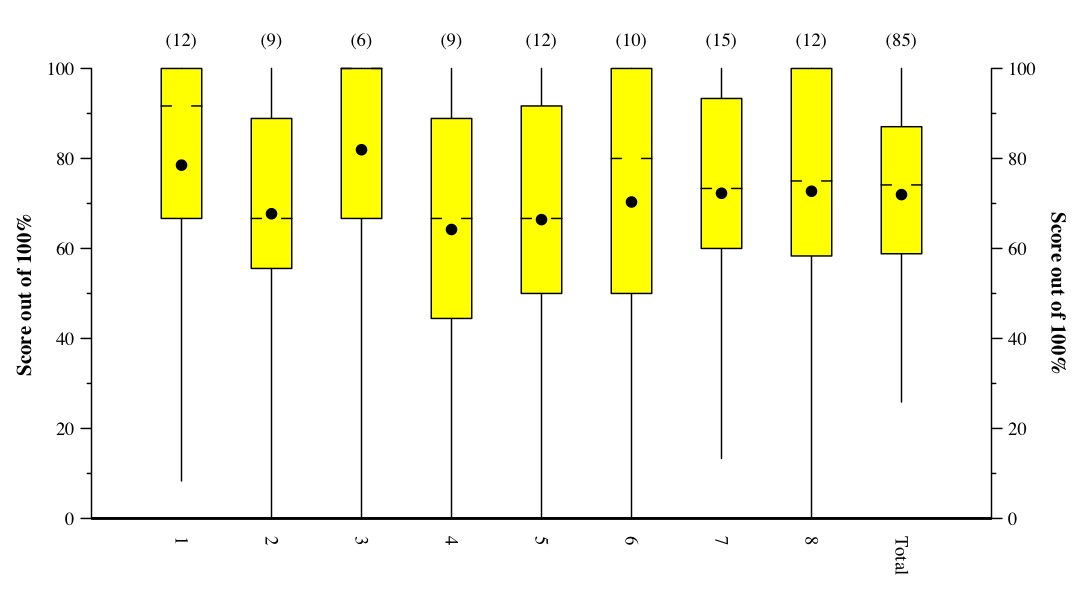 (12) (9) (6) (9) (12) (10) (15) (12) (85)
100 100
80 80
60 60
40 40
20 20
0 0
Score out of 100%
Score out of 100%
1 2 3 4 5 6 7 8 Total